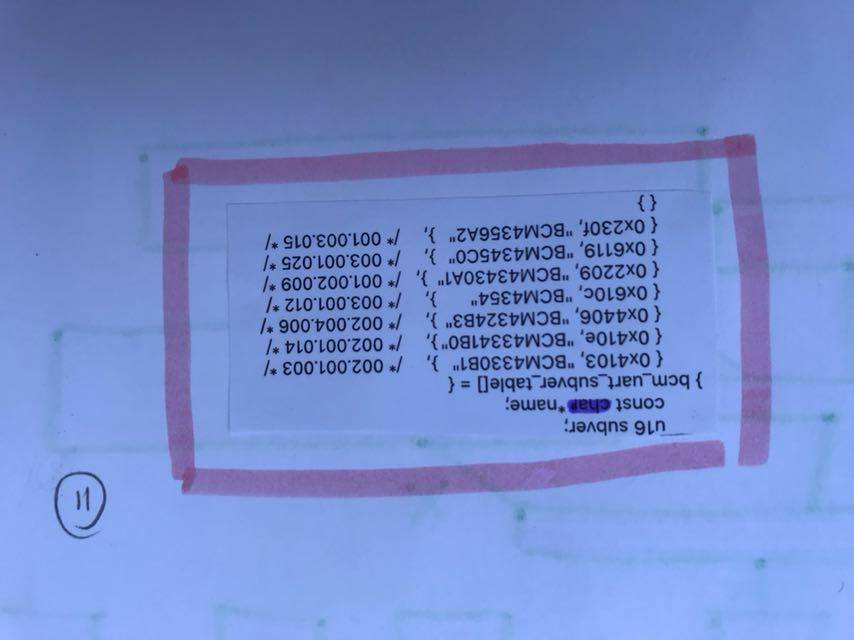 u16 subver;
const char *name;
} bcm_uart_subver_table[] = {
{ 0x4103, "BCM4330B1" }, /* 002.001.003 */
{ 0x410e, "BCM43341B0" }, /* 002.001.014 */
{ 0x4406, "BCM4324B3" }, /* 002.004.006 */
{ 0x610c, "BCM4354" }, /* 003.001.012 */
{ 0x2209, "BCM43430A1" }, /* 001.002.009 */
{ 0x6119, "BCM4345C0" }, /* 003.001.025 */
{ 0x230f, "BCM4356A2" }, /* 001.003.015 */
{ }
11